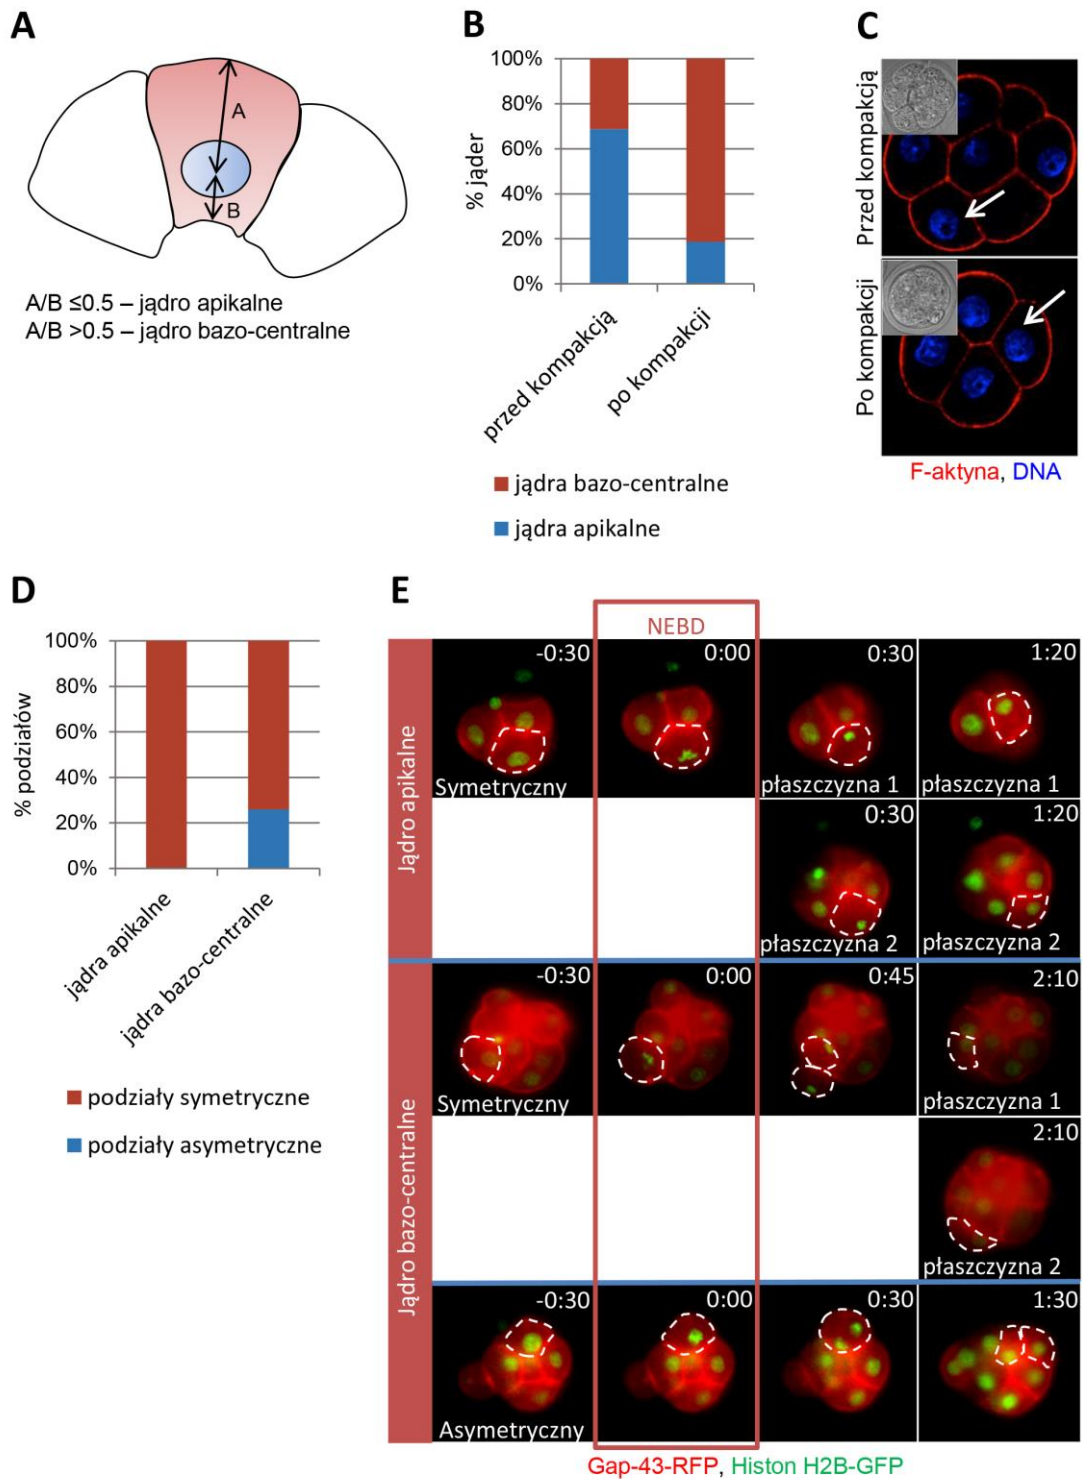 A
A
B
A/B ≤0.5 – jądro apikalne
A/B >0.5 – jądro bazo-centralne
B
100%
80%
60%
40%
20%
0%
% jąder
przed kompakcją
po kompakcji
jądra bazo-centralne
jądra apikalne
C
Przed kompakcją
Po kompakcji
F-aktyna, DNA
D
100%
80%
60%
40%
20%
0%
% podziałów
jądra apikalne
jądra bazo-centralne
podziały symetryczne
podziały asymetryczne
E
NEBD
Jądro apikalne
-0:30
0:00
0:30
1:20
Symetryczny
płaszczyzna 1
płaszczyzna 1
0:30
1:20
płaszczyzna 2
płaszczyzna 2
Jądro bazo-centralne
-0:30
0:00
0:45
2:10
Symetryczny
płaszczyzna 1
2:10
płaszczyzna 2
-0:30
0:00
0:30
1:30
Asymetryczny
Gap-43-RFP, Histon H2B-GFP